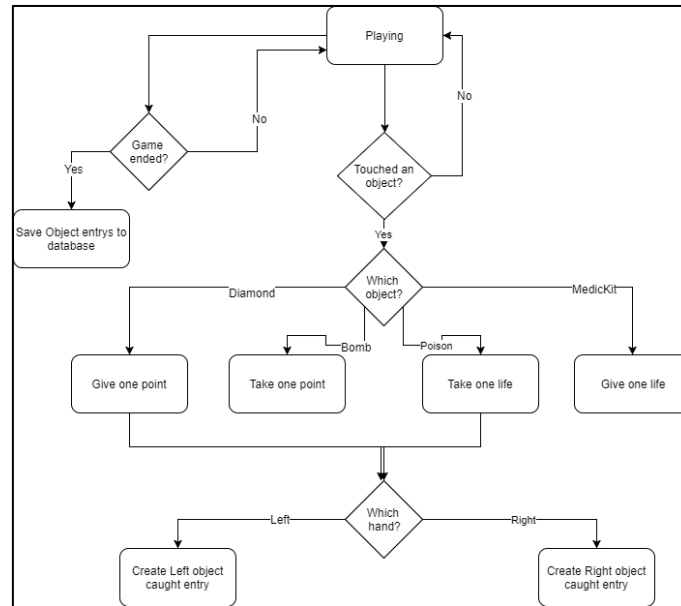 Playing
No
No
Game
ended?
Touched an
object?
Yes
Save Object entrys to
database
Yes
Which
object?
Diamond
MedicKit
Bomb
Poison
Give one point
Take one point
Take one life
Give one life
Which
hand?
Left
Right
Create Left object
caught entry
Create Right object
caught entry